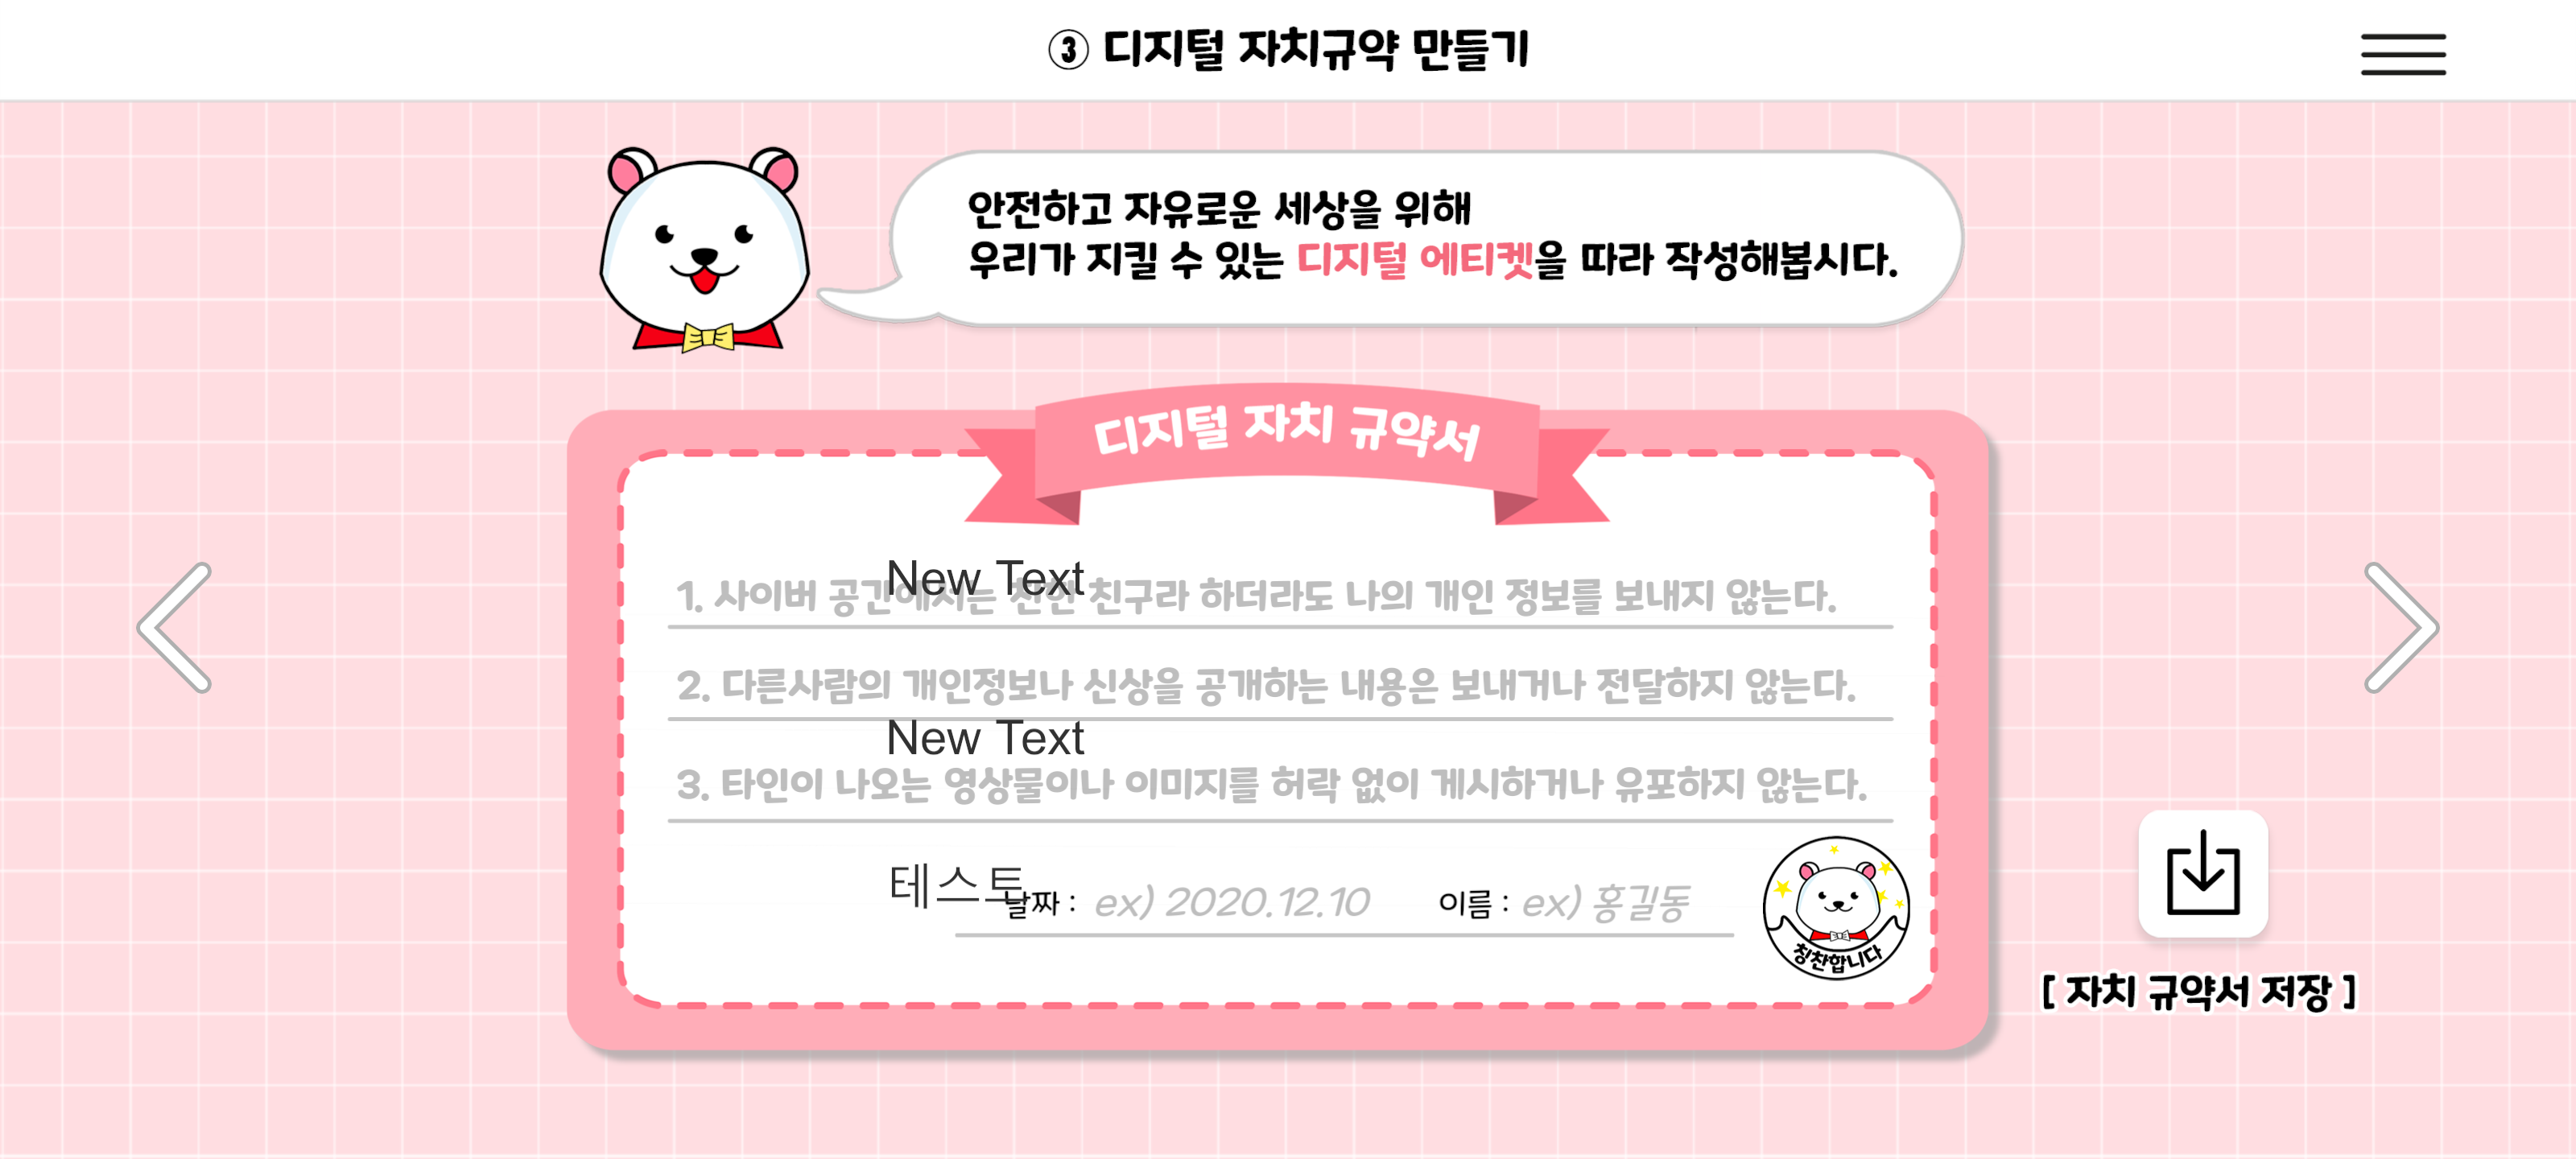 ③ 디지털 자치규약 만들기
안전하고 자유로운 세상을 위해
우리가 지킬 수 있는 디지털 에티켓을 따라 작성해봅시다.
디지털 자치 규약서
New Text
1. 사이버 공간에서는 친한 친구라 하더라도 나의 개인 정보를 보내지 않는다.
2. 다른사람의 개인정보나 신상을 공개하는 내용은 보내거나 전달하지 않는다.
New Text
3. 타인이 나오는 영상물이나 이미지를 허락 없이 게시하거나 유포하지 않는다.
테스트
날짜 : ex) 2020.12.10 이름 : ex) 홍길동
칭찬합니다
[ 자치 규약서 저장 ]